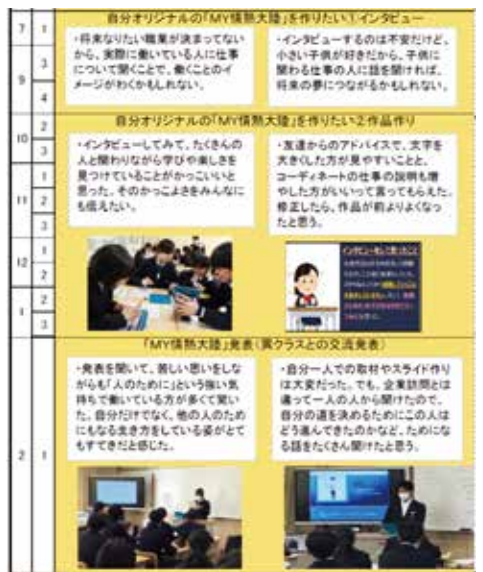 自分オリジナルの「MY情熱大陸」を作りたい①インタビュー
7 1
9 3
4
・将来なりたい職業が決まってない
から、実際に働いている人に仕事
について聞くことで、働くことのイ
メージがわくかもしれない。
・インタビューするのは不安だけど、
小さい子供が好きだから、子供に
関わる仕事の人に話を聞ければ、
将来の夢につながるかもしれない。
自分オリジナルの「MY情熱大陸」を作りたい②作品作り
10 2
3
11 1
2
3
12 1
2
1 2
3
・インタビューしてみて、たくさんの
人と関わりながら学びや楽しさを
見つけていることがかっこいいと
思った。そのかっこよさをみんなに
も伝えたい。
・友達からのアドバイスで、文字を
大きくした方が見やすいことと、
コーディネートの仕事の説明も増
やした方がいいって言ってもらえた。
修正したら、作品が前よりよくなっ
たと思う。
インタビューをして思ったこと
「MY情熱大陸」発表(異クラスとの交流発表)
2 1
・発表を聞いて、苦しい思いをしな
がらも「人のために」という強い気
持ちで働いている方が多くて驚い
た。自分だけでなく、他の人のため
にもなる生き方をしている姿がとて
もすてきだと感じた。
・自分一人での取材やスライド作り
は大変だった。でも、企業訪問とは
違って一人の人から聞けたので、
自分の道を決めるためにこの人は
どう進んできたのかなど、ためにな
る話をたくさん聞けたと思う。